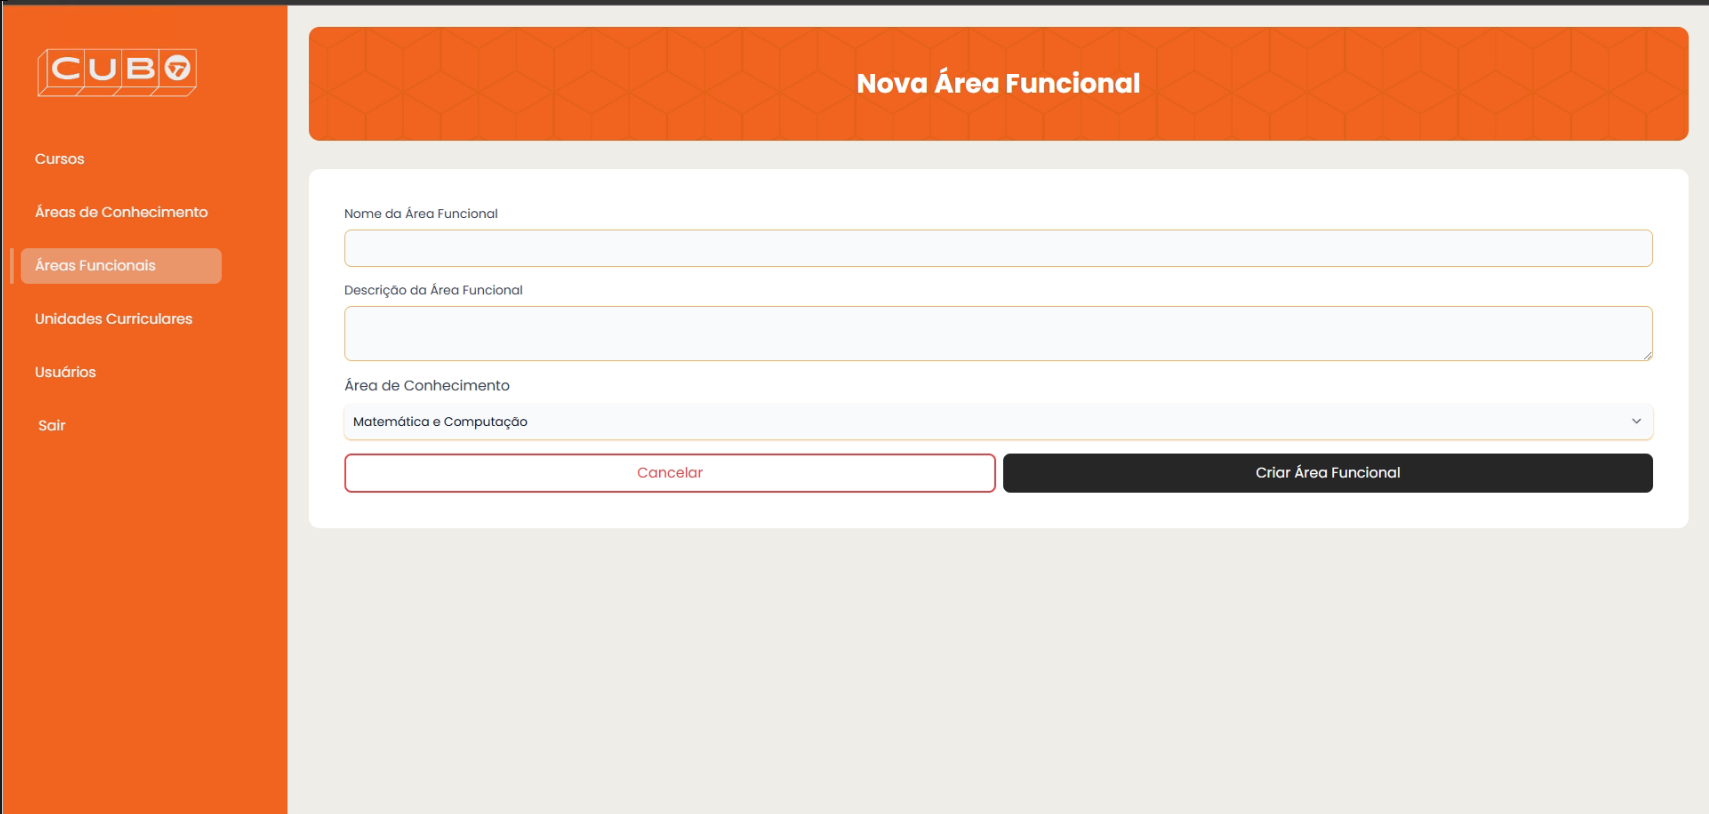 CUBO
Cursos
Áreas de Conhecimento
Áreas Funcionais
Unidades Curriculares
Usuários
Sair
Nova Área Funcional
Nome da Área Funcional
Descrição da Área Funcional
Área de Conhecimento
Matemática e Computação
Cancelar
Criar Área Funcional